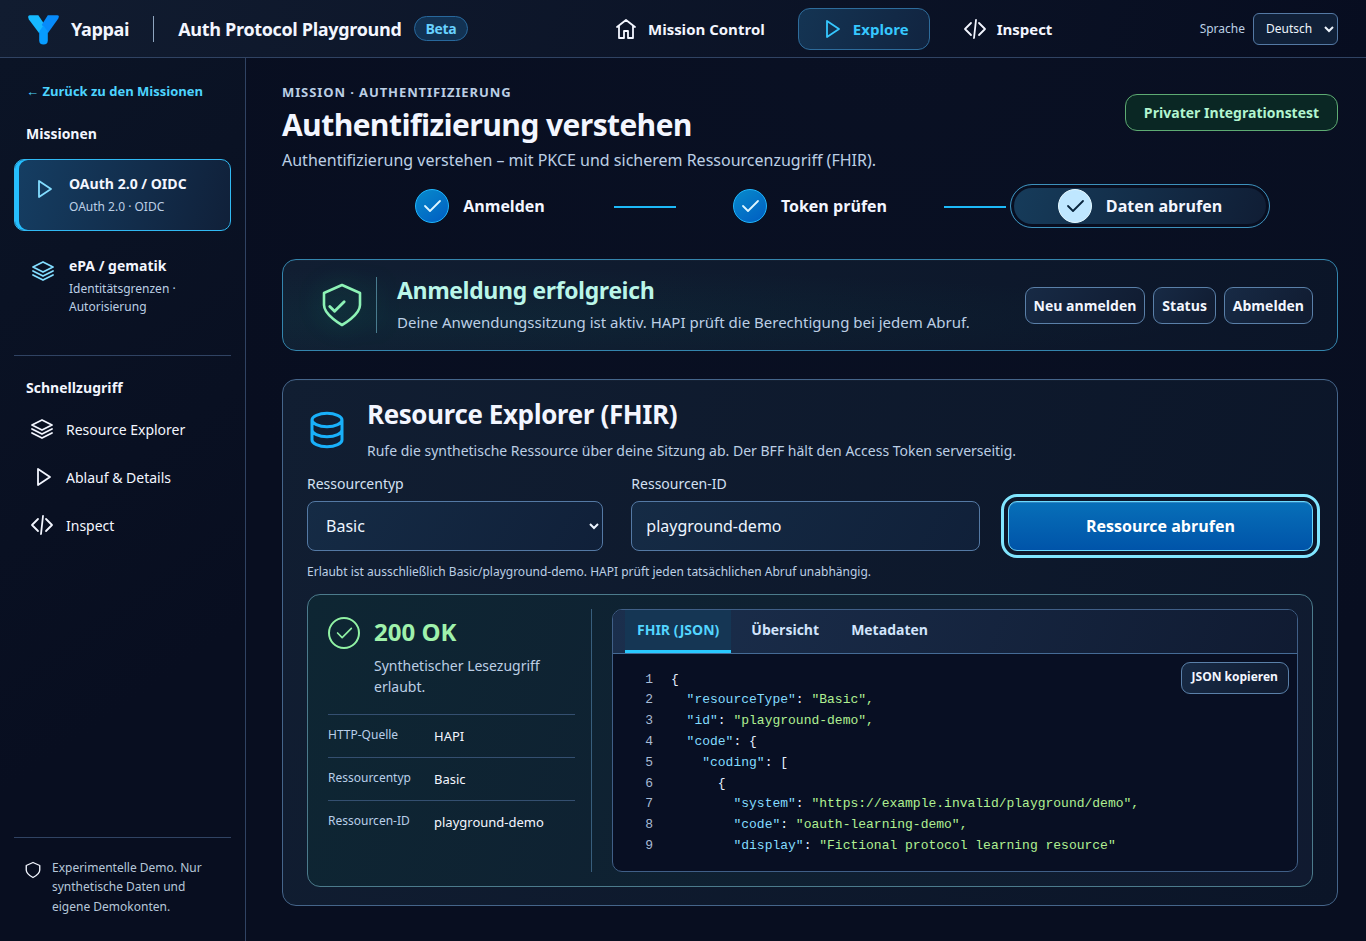 Yappai
Auth Protocol Playground
Beta
Mission Control
Explore
Inspect
Sprache
Deutsch
← Zurück zu den Missionen
Missionen
OAuth 2.0 / OIDC
OAuth 2.0 · OIDC
ePA / gematik
Identitätsgrenzen ·
Autorisierung
Schnellzugriff
Resource Explorer
Ablauf & Details
Inspect
Experimentelle Demo. Nur
synthetische Daten und
eigene Demokonten.
MISSION · AUTHENTIFIZIERUNG
Authentifizierung verstehen
Authentifizierung verstehen – mit PKCE und sicherem Ressourcenzugriff (FHIR).
Privater Integrationstest
Anmelden
Token prüfen
Daten abrufen
Anmeldung erfolgreich
Deine Anwendungssitzung ist aktiv. HAPI prüft die Berechtigung bei jedem Abruf.
Neu anmelden
Status
Abmelden
Resource Explorer (FHIR)
Rufe die synthetische Ressource über deine Sitzung ab. Der BFF hält den Access Token serverseitig.
Ressourcentyp
Basic
Ressourcen-ID
playground-demo
Ressource abrufen
Erlaubt ist ausschließlich Basic/playground-demo. HAPI prüft jeden tatsächlichen Abruf unabhängig.
200 OK
Synthetischer Lesezugriff
erlaubt.
HTTP-Quelle HAPI
Ressourcentyp Basic
Ressourcen-ID playground-demo
FHIR (JSON)
Übersicht
Metadaten
JSON kopieren
1 {
2 "resourceType": "Basic",
3 "id": "playground-demo",
4 "code": {
5 "coding": [
6 {
7 "system": "https://example.invalid/playground/demo",
8 "code": "oauth-learning-demo",
9 "display": "Fictional protocol learning resource"